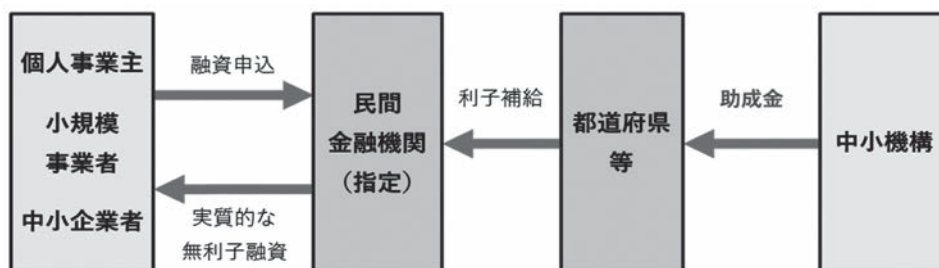 個人事業主
小規模
事業者
中小企業者
融資申込
実質的な
無利子融資
民間
金融機関
（指定）
利子補給
都道府県
等
助成金
中小機構